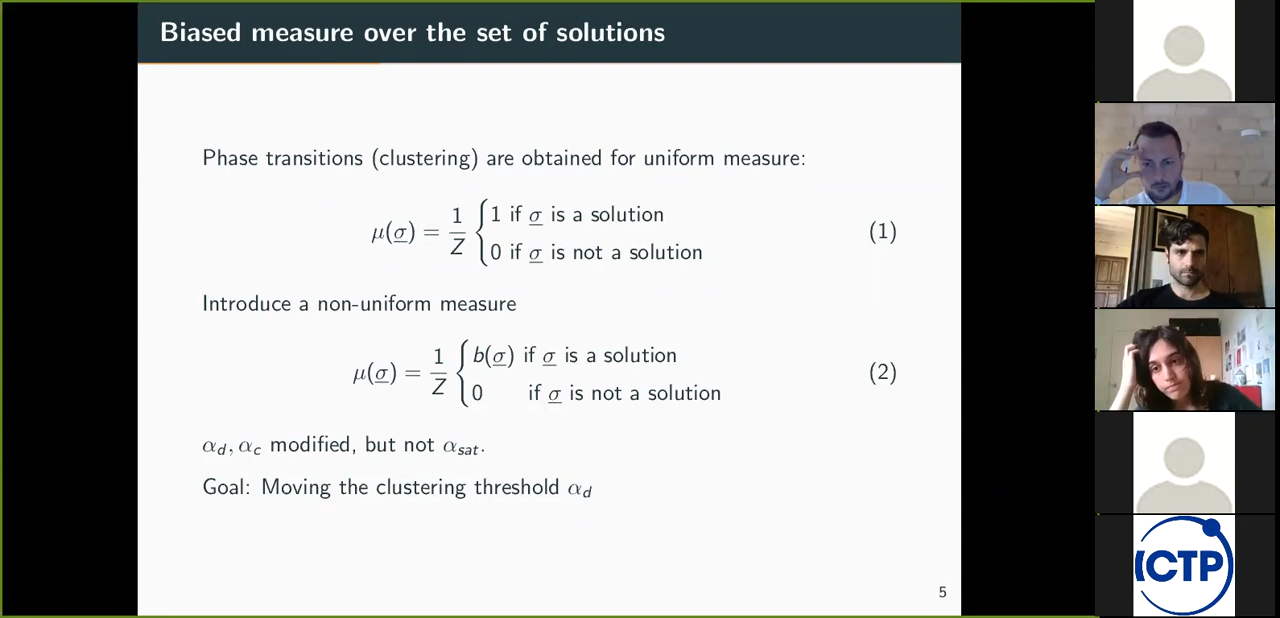 Biased measure over the set of solutions
Phase transitions (clustering) are obtained for uniform measure:
μ(σ) = 1/Z { 1 if σ is a solution
0 if σ is not a solution (1)
Introduce a non-uniform measure
μ(σ) = 1/Z { b(σ) if σ is a solution
0 if σ is not a solution (2)
α_d, α_c modified, but not α_sat.
Goal: Moving the clustering threshold α_d
5
ICTP